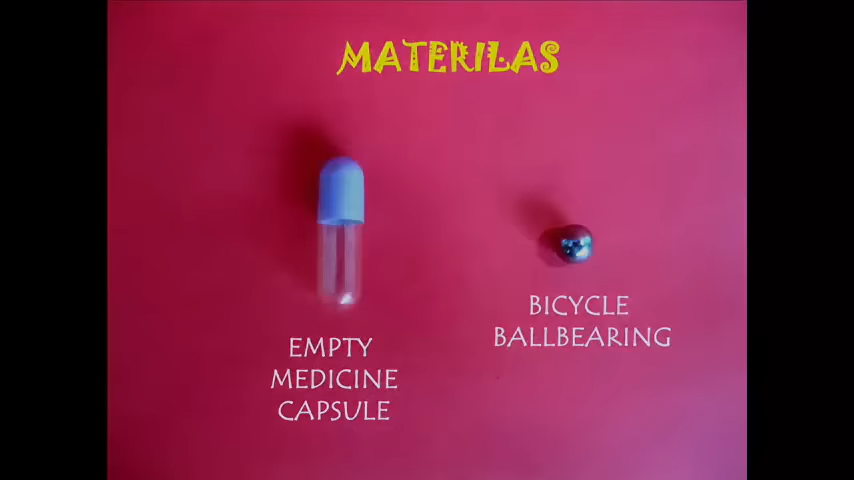 MATERILAS
EMPTY
MEDICINE
CAPSULE
BICYCLE
BALLBEARING